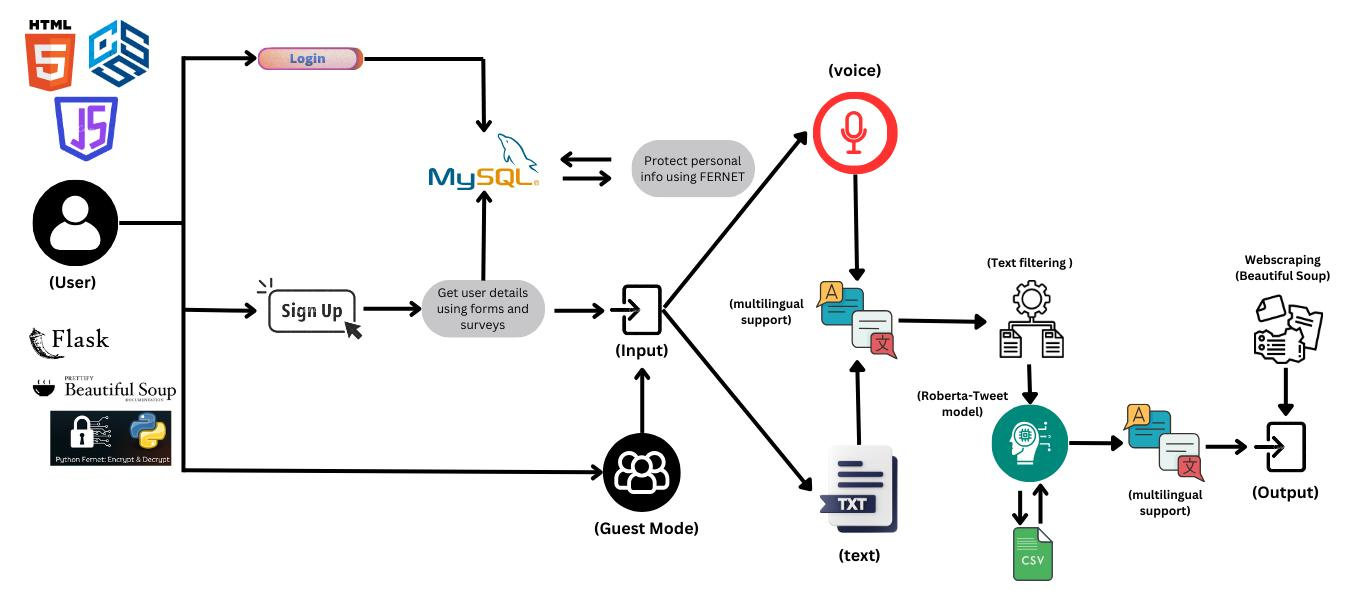 HTML
5
CSS
JS
(User)
Flask
PRETTIFY
Beautiful Soup
DOCUMENTATION
Python Fernet: Encrypt & Decrypt
Login
MySQL
Protect personal
info using FERNET
Sign Up
Get user details
using forms and
surveys
(Input)
(Guest Mode)
(voice)
(multilingual
support)
A
文
TXT
(text)
(Text filtering )
(Roberta-Tweet
model)
CSV
A
文
(multilingual
support)
Webscraping
(Beautiful Soup)
(Output)